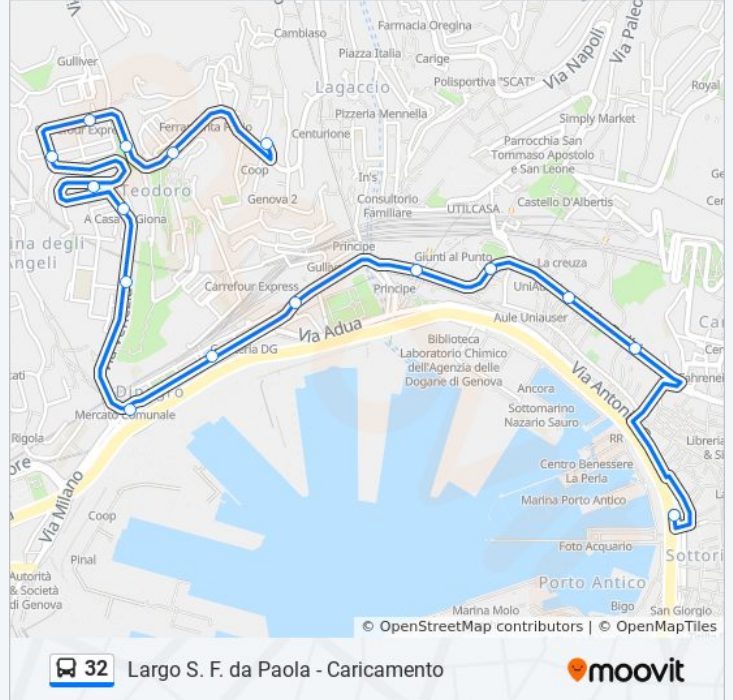 Cambiaso
Farmacia Oregina
Gulliver
Piazza Italia
Carige
Via Napoli
Via Palec
Lagaccio
Polisportiva "SCAT"
Royal
Pizzeria Mennella
Simply Market
Centurione
Parrocchia San
Tommaso Apostolo
e San Leone
Coop
In's
Genova 2
Consultorio
Familiare
Castello D'Albertis
Teodoro
UTILCASA
A Casa
Giona
ina degli
Angeli
Principe
Giunti al Punto
La creuza
Carrefour Express
Principe
Aule Uniauser
Via Adua
Biblioteca
Laboratorio Chimico
dell'Agenzia delle
Dogane di Genova
Via Anton
Ancora
Sottomarino
Nazario Sauro
Mercato Comunale
Rigola
RR
Centro Benessere
La Perla
Marina Porto Antico
Via Milano
Coop
Foto Acquario
Pinal
Sottori
Autorità
& Società
di Genova
Porto Antico
Marina Molo
Bigo
San Giorgio
© OpenStreetMap contributors | © OpenMapTiles
32 Largo S. F. da Paola - Caricamento
moovit